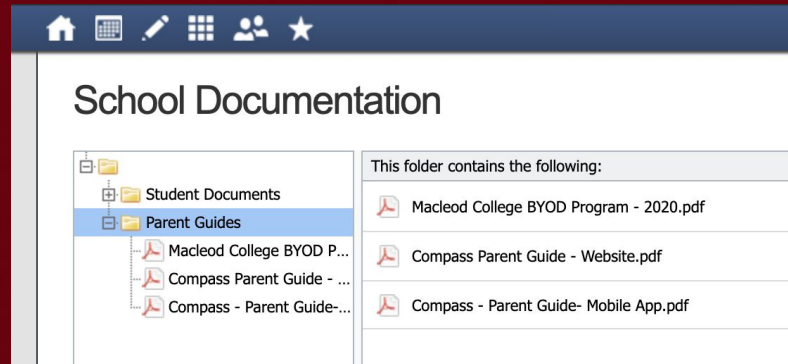 School Documentation
Student Documents
Parent Guides
Macleod College BYOD P...
Compass Parent Guide - ...
Compass - Parent Guide-...
This folder contains the following:
Macleod College BYOD Program - 2020.pdf
Compass Parent Guide - Website.pdf
Compass - Parent Guide- Mobile App.pdf